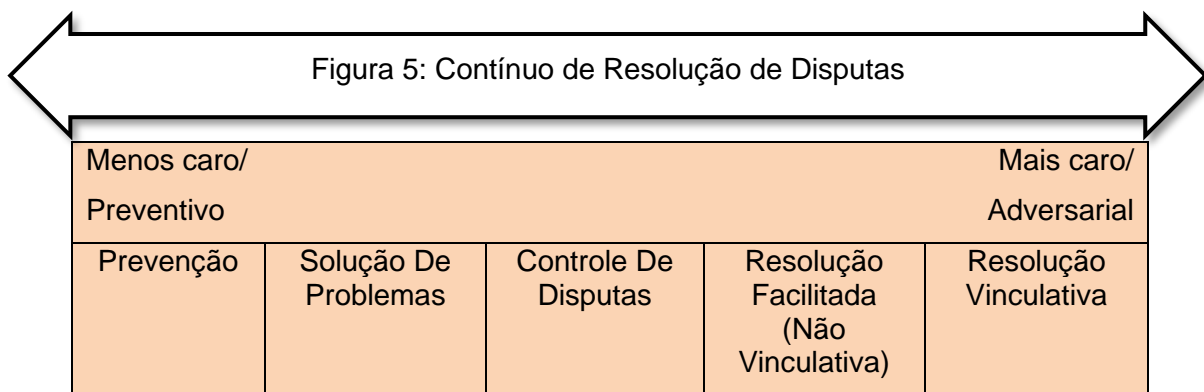 Figura 5: Contínuo de Resolução de Disputas
Menos caro/
Preventivo
Mais caro/
Adversarial
Prevenção
Solução De
Problemas
Controle De
Disputas
Resolução
Facilitada
(Não
Vinculativa)
Resolução
Vinculativa